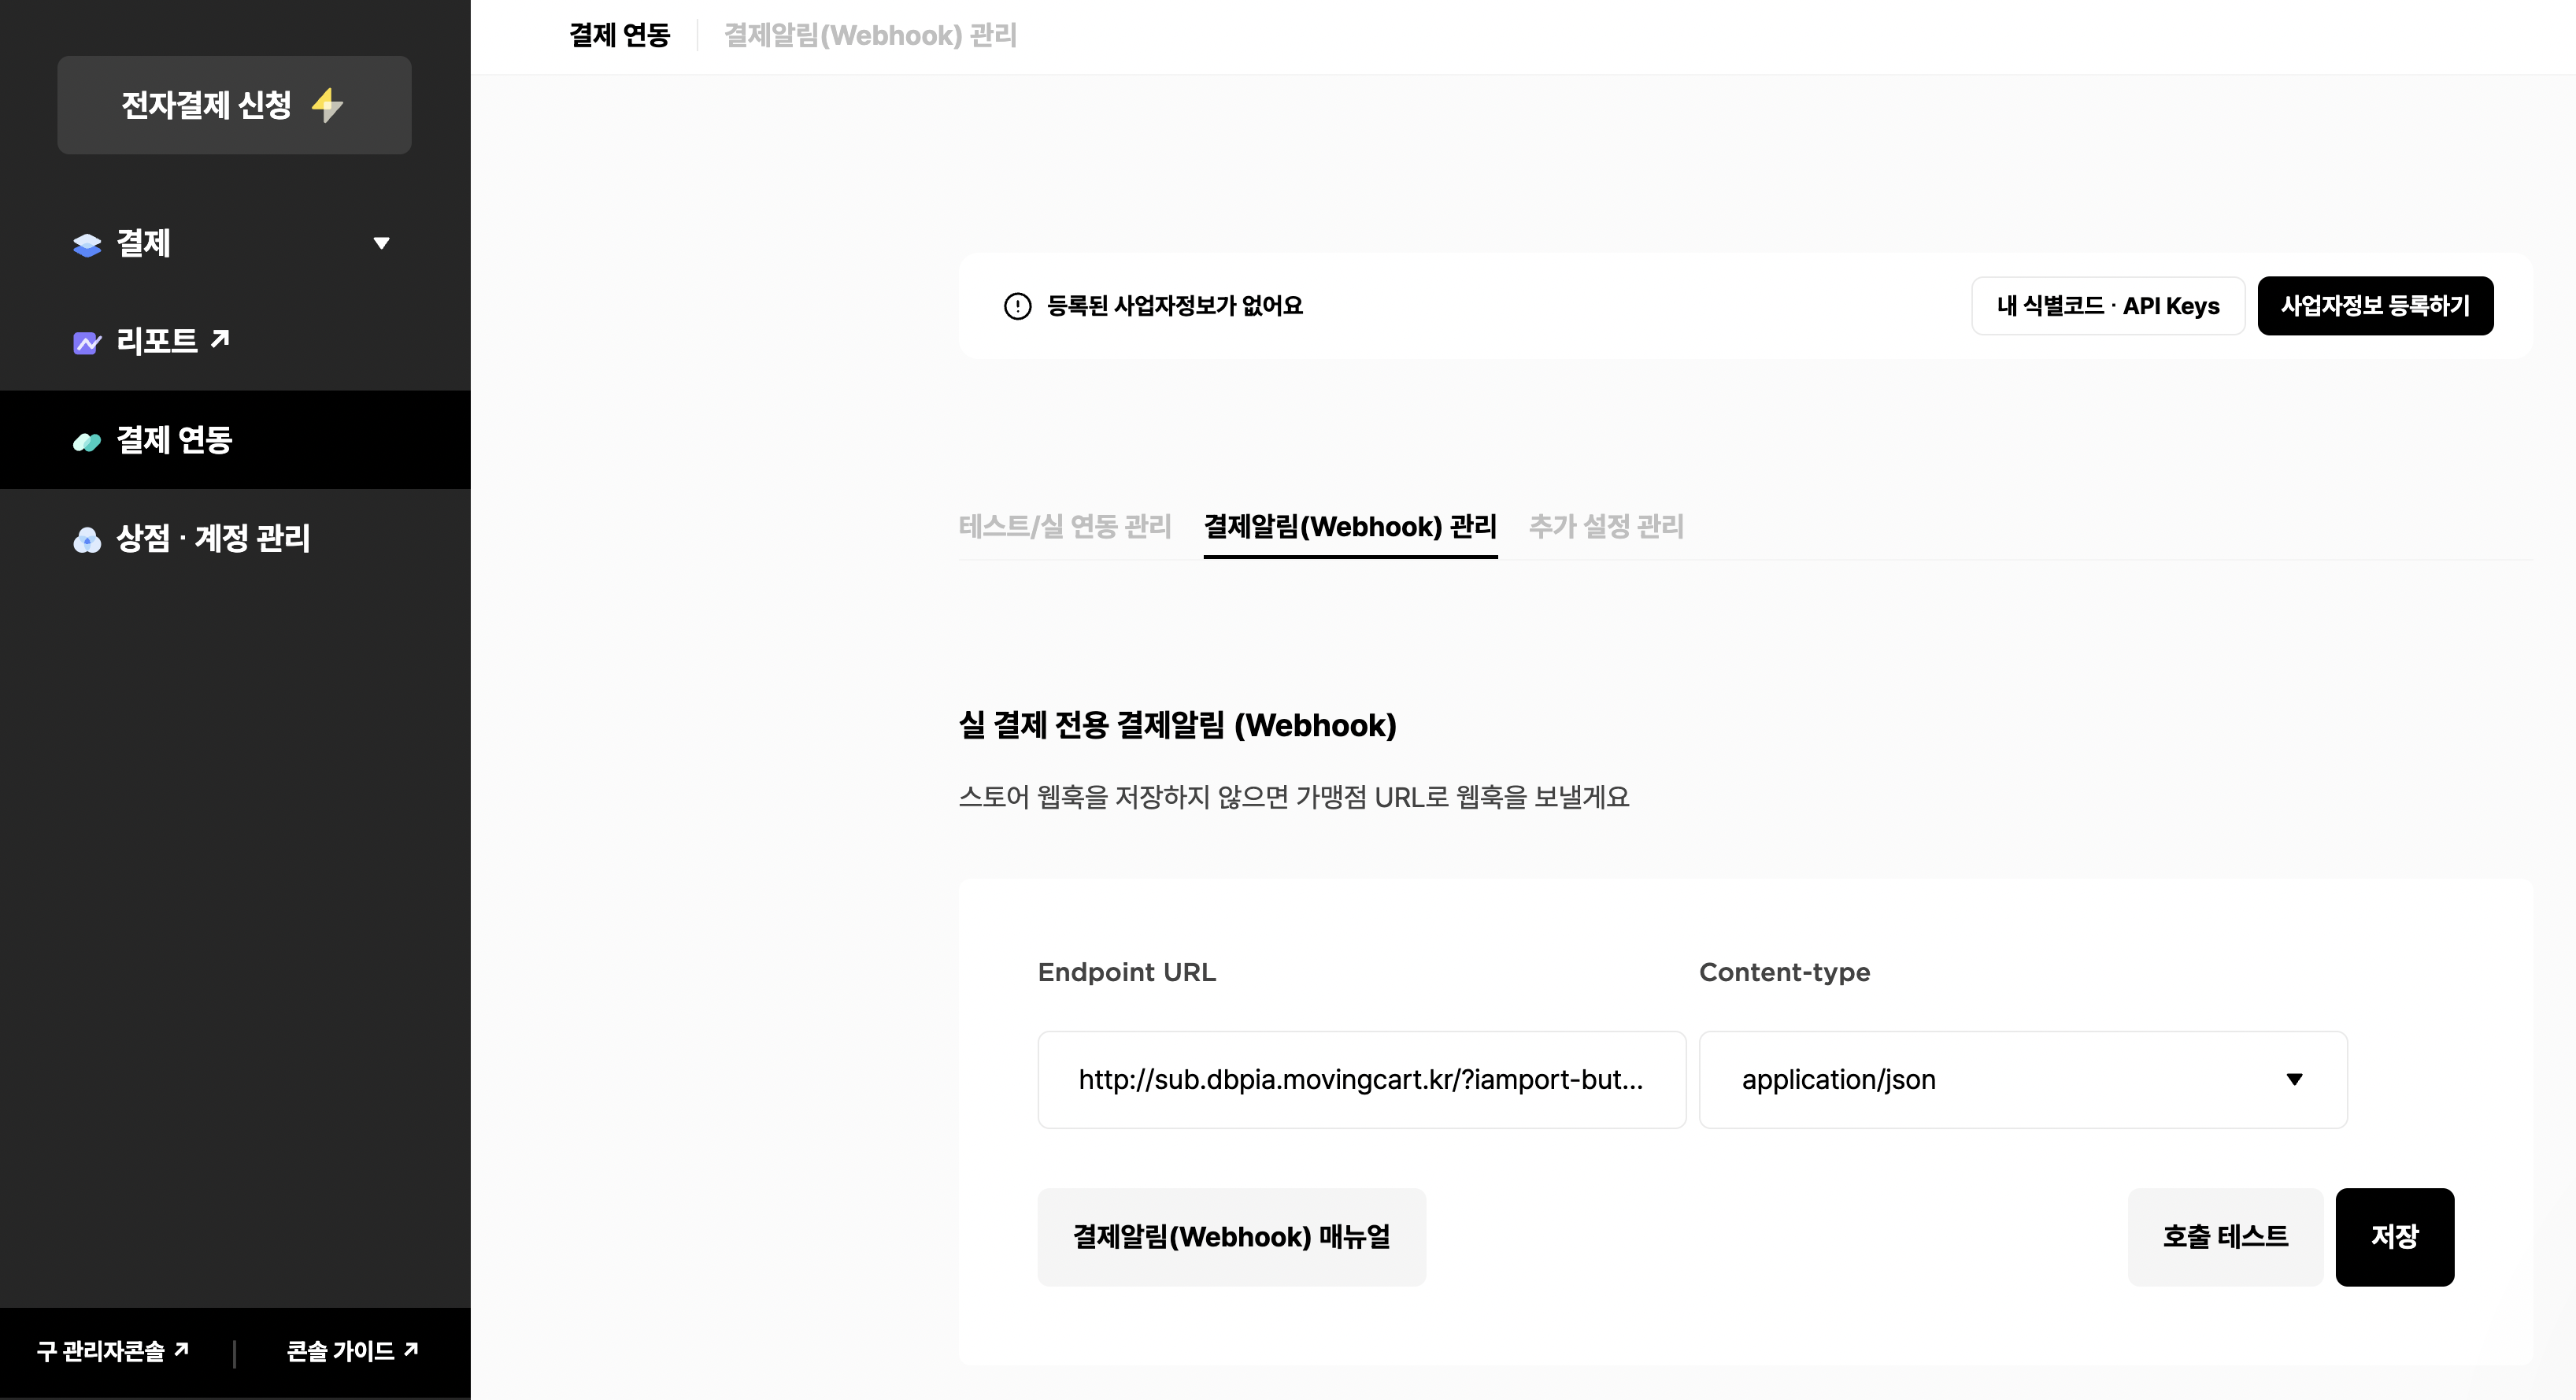 결제 연동
결제알림(Webhook) 관리
전자결제 신청
결제
리포트
결제 연동
상점 · 계정 관리
구 관리자콘솔
콘솔 가이드
등록된 사업자정보가 없어요
내 식별코드 · API Keys
사업자정보 등록하기
테스트/실 연동 관리
결제알림(Webhook) 관리
추가 설정 관리
실 결제 전용 결제알림 (Webhook)
스토어 웹훅을 저장하지 않으면 가맹점 URL로 웹훅을 보낼게요
Endpoint URL
Content-type
http://sub.dbpia.movingcart.kr/?iamport-but...
application/json
결제알림(Webhook) 매뉴얼
호출 테스트
저장